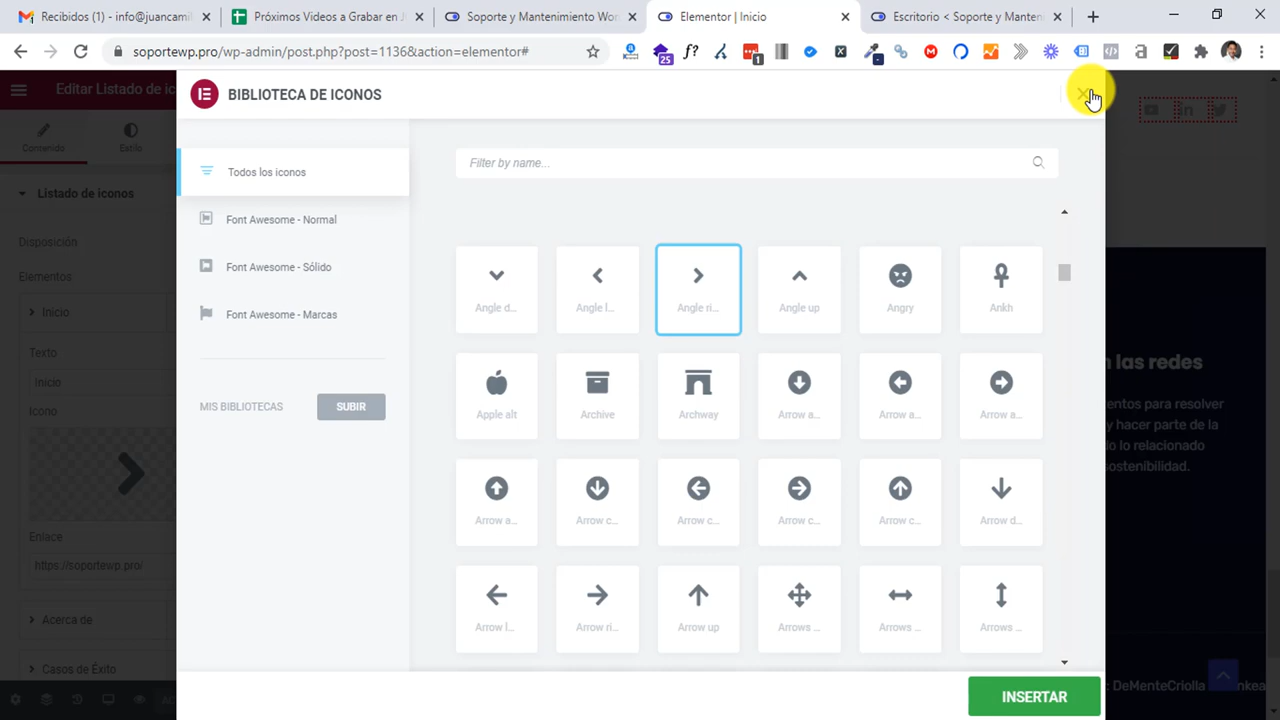 Recibidos (1) - info@juancami
Próximos Videos a Grabar en J
Soporte y Mantenimiento Wor
Elementor | Inicio
Escritorio < Soporte y Manten
soportewp.pro/wp-admin/post.php?post=1136&action=elementor#
25
f?
1
Editar Listado de ic
BIBLIOTECA DE ICONOS
Contenido
Estilo
Todos los iconos
Filter by name...
Listado de iconos
Font Awesome - Normal
Disposición
Font Awesome - Sólido
Elementos
Inicio
Font Awesome - Marcas
Angle d...
Angle l...
Angle ri...
Angle up
Angry
Ankh
Texto
Inicio
Icono
MIS BIBLIOTECAS
SUBIR
Apple alt
Archive
Archway
Arrow a...
Arrow a...
Arrow a...
n las redes
entos para resolver
y hacer parte de la
lo relacionado
sostenibilidad.
Arrow a...
Arrow c...
Arrow c...
Arrow c...
Arrow c...
Arrow d...
Enlace
https://soportewp.pro/
Acerca de
Arrow l...
Arrow ri...
Arrow up
Arrows ...
Arrows ...
Arrows ...
Casos de Éxito
: DeMenteCriolla
INSERTAR